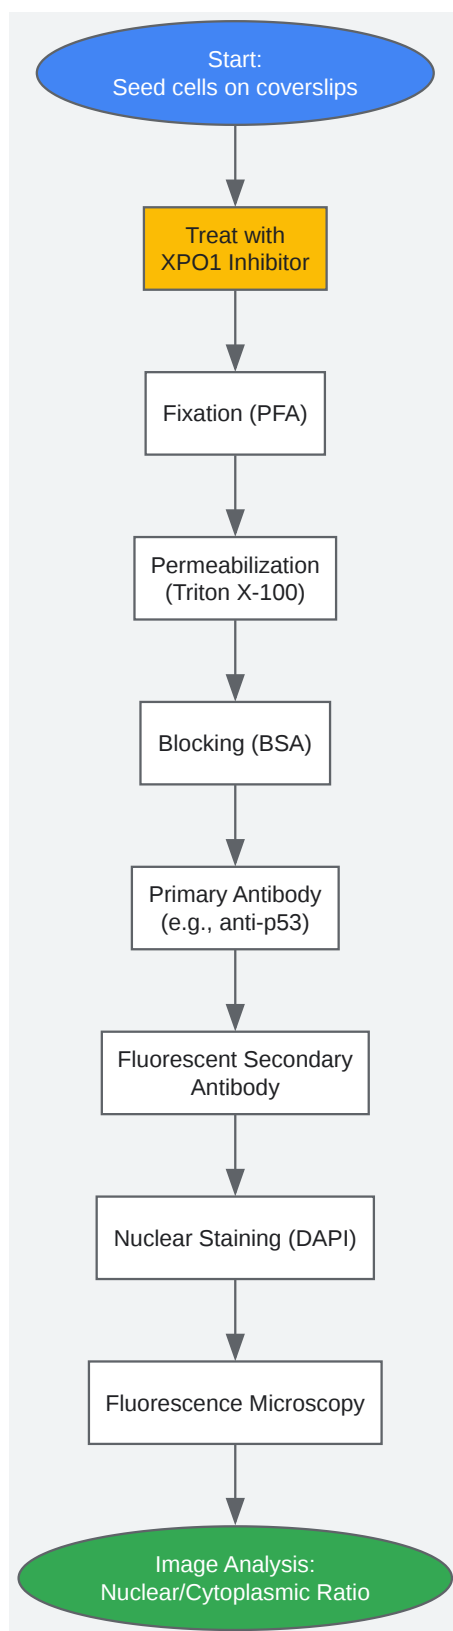 Start:
Seed cells on coverslips
Treat with
XPO1 Inhibitor
Fixation (PFA)
Permeabilization
(Triton X-100)
Blocking (BSA)
Primary Antibody
(e.g., anti-p53)
Fluorescent Secondary
Antibody
Nuclear Staining (DAPI)
Fluorescence Microscopy
Image Analysis:
Nuclear/Cytoplasmic Ratio